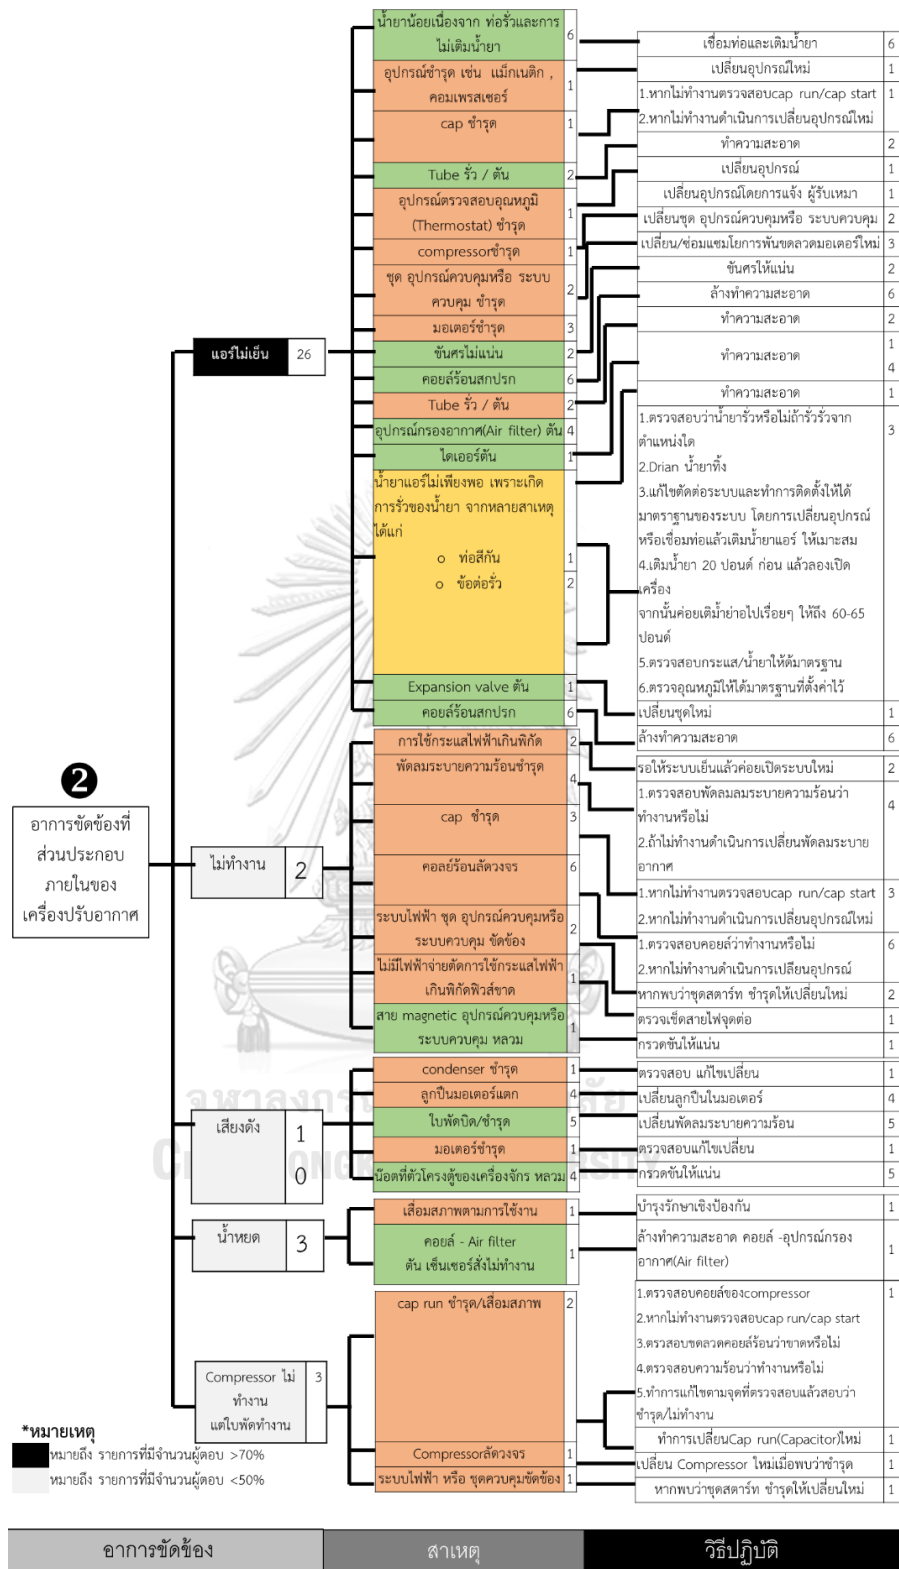 น้ำยาน้อยเนื่องจาก ท่อรั่วและการ
ไม่เติมน้ำยา
6
อุปกรณ์ชำรุด เช่น แม็กเนติก ,
คอมเพรสเซอร์
1
cap ชำรุด
1
Tube รั่ว / ตัน
2
อุปกรณ์ตรวจสอบอุณหภูมิ
(Thermostat) ชำรุด
1
compressorชำรุด
1
ชุด อุปกรณ์ควบคุมหรือ ระบบ
ควบคุม ชำรุด
2
มอเตอร์ชำรุด
3
ขันศรไม่แน่น
2
คอยล์ร้อนสกปรก
6
Tube รั่ว / ตัน
2
อุปกรณ์กรองอากาศ(Air filter) ตัน
4
ไดเออร์ตัน
1
น้ำยาแอร์ไม่เพียงพอ เพราะเกิด
การรั่วของน้ำยา จากหลายสาเหตุ
ได้แก่
o ท่อสีกัน
1
o ข้อต่อรั่ว
2
Expansion valve ตัน
1
คอยล์ร้อนสกปรก
6
เชื่อมท่อและเติมน้ำยา
6
เปลี่ยนอุปกรณ์ใหม่
1
1.หากไม่ทำงานตรวจสอบcap run/cap start
1
2.หากไม่ทำงานดำเนินการเปลี่ยนอุปกรณ์ใหม่
ทำความสะอาด
2
เปลี่ยนอุปกรณ์
1
เปลี่ยนอุปกรณ์โดยการแจ้ง ผู้รับเหมา
1
เปลี่ยนชุด อุปกรณ์ควบคุมหรือ ระบบควบคุม
2
เปลี่ยน/ซ่อมแซมโยการพันขดลวดมอเตอร์ใหม่
3
ขันศรให้แน่น
2
ล้างทำความสะอาด
6
ทำความสะอาด
2
ทำความสะอาด
1
4
ทำความสะอาด
1
1.ตรวจสอบว่าน้ำยารั่วหรือไม่ถ้ารั่วรั่วจาก
3
ตำแหน่งใด
2.Drian น้ำยาทิ้ง
3.แก้ไขตัดต่อระบบและทำการติดตั้งให้ได้
มาตราฐานของระบบ โดยการเปลี่ยนอุปกรณ์
หรือเชื่อมท่อแล้วเติมน้ำยาแอร์ ให้เมาะสม
4.เติมน้ำยา 20 ปอนด์ ก่อน แล้วลองเปิด
เครื่อง
จากนั้นค่อยเติม้ำย่าอไปเรื่อยๆ ให้ถึง 60-65
ปอนด์
5.ตรวจสอบกระแส/น้ำยาให้ด้มาตรฐาน
6.ตรวจอุณหภูมิให้ได้มาตรฐานที่ตั้งค่าไว้
เปลี่ยนชุดใหม่
1
ล้างทำความสะอาด
6
แอร์ไม่เย็น
26
❷
อาการขัดข้องที่
ส่วนประกอบ
ภายในของ
เครื่องปรับอากาศ
ไม่ทำงาน
2
การใช้กระแสไฟฟ้าเกินพิกัด
2
พัดลมระบายความร้อนชำรุด
4
cap ชำรุด
3
คอลย์ร้อนลัดวงจร
6
ระบบไฟฟ้า ชุด อุปกรณ์ควบคุมหรือ
ระบบควบคุม ขัดข้อง
2
ไม่มีไฟฟ้าจ่ายตัดการใช้กระแสไฟฟ้า
เกินพิกัดฟิวส์ขาด
1
สาย magnetic อุปกรณ์ควบคุมหรือ
ระบบควบคุม หลวม
1
รอให้ระบบเย็นแล้วค่อยเปิดระบบใหม่
2
1.ตรวจสอบพัดลมลมระบายความร้อนว่า
ทำงานหรือไม่
4
2.ถ้าไม่ทำงานดำเนินการเปลี่ยนพัดลมระบาย
อากาศ
1.หากไม่ทำงานตรวจสอบcap run/cap start
3
2.หากไม่ทำงานดำเนินการเปลี่ยนอุปกรณ์ใหม่
1.ตรวจสอบคอยล์ว่าทำงานหรือไม่
6
2.หากไม่ทำงานดำเนินการเปลียนอุปกรณ์
หากพบว่าชุดสตาร์ท ชำรุดให้เปลี่ยนใหม่
2
ตรวจเช็ดสายไฟจุดต่อ
1
กรวดขันให้แน่น
1
เสียงดัง
1
0
condenser ชำรุด
1
ลูกปืนมอเตอร์แตก
4
ใบพัดบิด/ชำรุด
5
มอเตอร์ชำรุด
1
น๊อตที่ตัวโครงตู้ของเครื่องจักร หลวม
4
ตรวจสอบ แก้ไขเปลี่ยน
1
เปลี่ยนลูกปืนในมอเตอร์
4
เปลี่ยนพัดลมระบายความร้อน
5
ตรวจสอบแก้ไขเปลี่ยน
1
กรวดขันให้แน่น
5
น้ำหยด
3
เสื่อมสภาพตามการใช้งาน
1
คอยล์ - Air filter
ตัน เซ็นเซอร์สั่งไม่ทำงาน
1
บำรุงรักษาเชิงป้องกัน
1
ล้างทำความสะอาด คอยล์ -อุปกรณ์กรอง
อากาศ(Air filter)
1
Compressor ไม่
ทำงาน
แต่ใบพัดทำงาน
3
cap run ชำรุด/เสื่อมสภาพ
2
Compressorลัดวงจร
1
ระบบไฟฟ้า หรือ ชุดควบคุมขัดข้อง
1
1.ตรวจสอบคอยล์ของcompressor
1
2.หากไม่ทำงานตรวจสอบcap run/cap start
3.ตรวสอบขดลวดคอยล์ร้อนว่าขาดหรือไม่
4.ตรวจสอบความร้อนว่าทำงานหรือไม่
5.ทำการแก้ไขตามจุดที่ตรวจสอบแล้วสอบว่า
ชำรุด/ไม่ทำงาน
ทำการเปลี่ยนCap run(Capacitor)ใหม่
1
เปลี่ยน Compressor ใหม่เมื่อพบว่าชำรุด
1
หากพบว่าชุดสตาร์ท ชำรุดให้เปลี่ยนใหม่
1
*หมายเหตุ
หมายถึง รายการที่มีจำนวนผู้ตอบ >70%
หมายถึง รายการที่มีจำนวนผู้ตอบ <50%
อาการขัดข้อง
สาเหตุ
วิธีปฏิบัติ